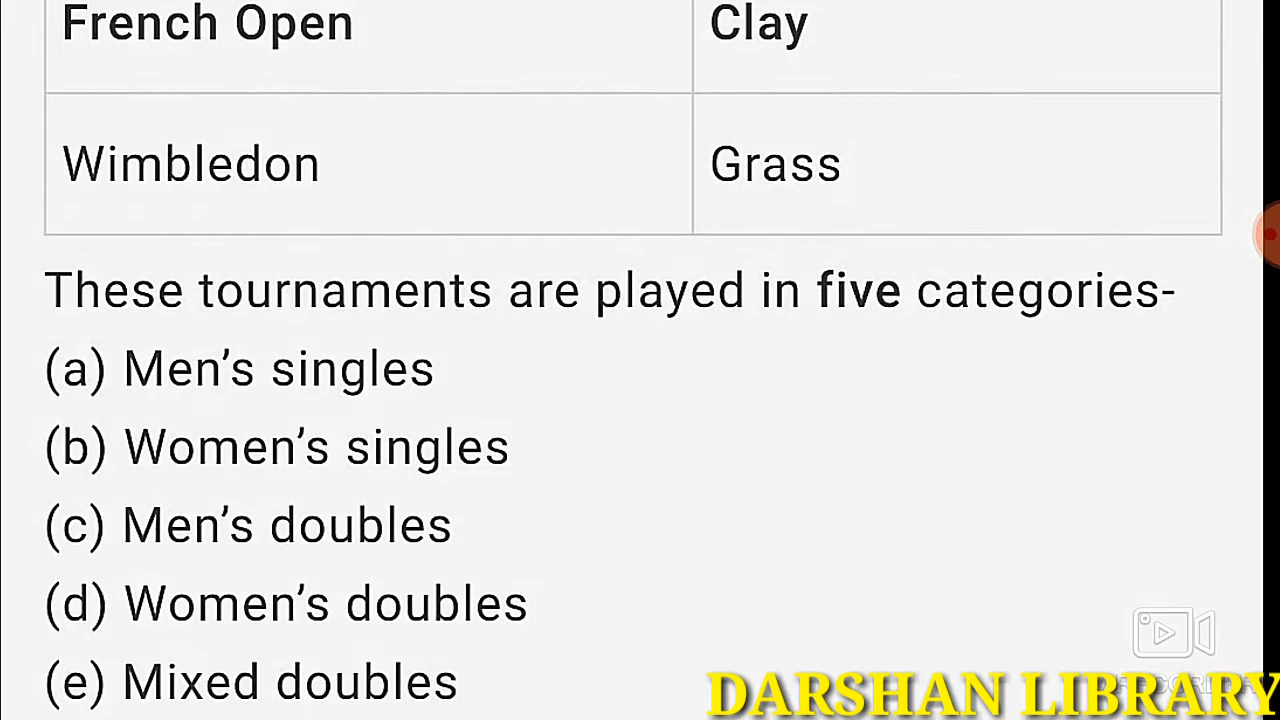 French Open Clay
Wimbledon Grass
These tournaments are played in five categories-
(a) Men’s singles
(b) Women’s singles
(c) Men’s doubles
(d) Women’s doubles
(e) Mixed doubles
DARSHAN LIBRARY